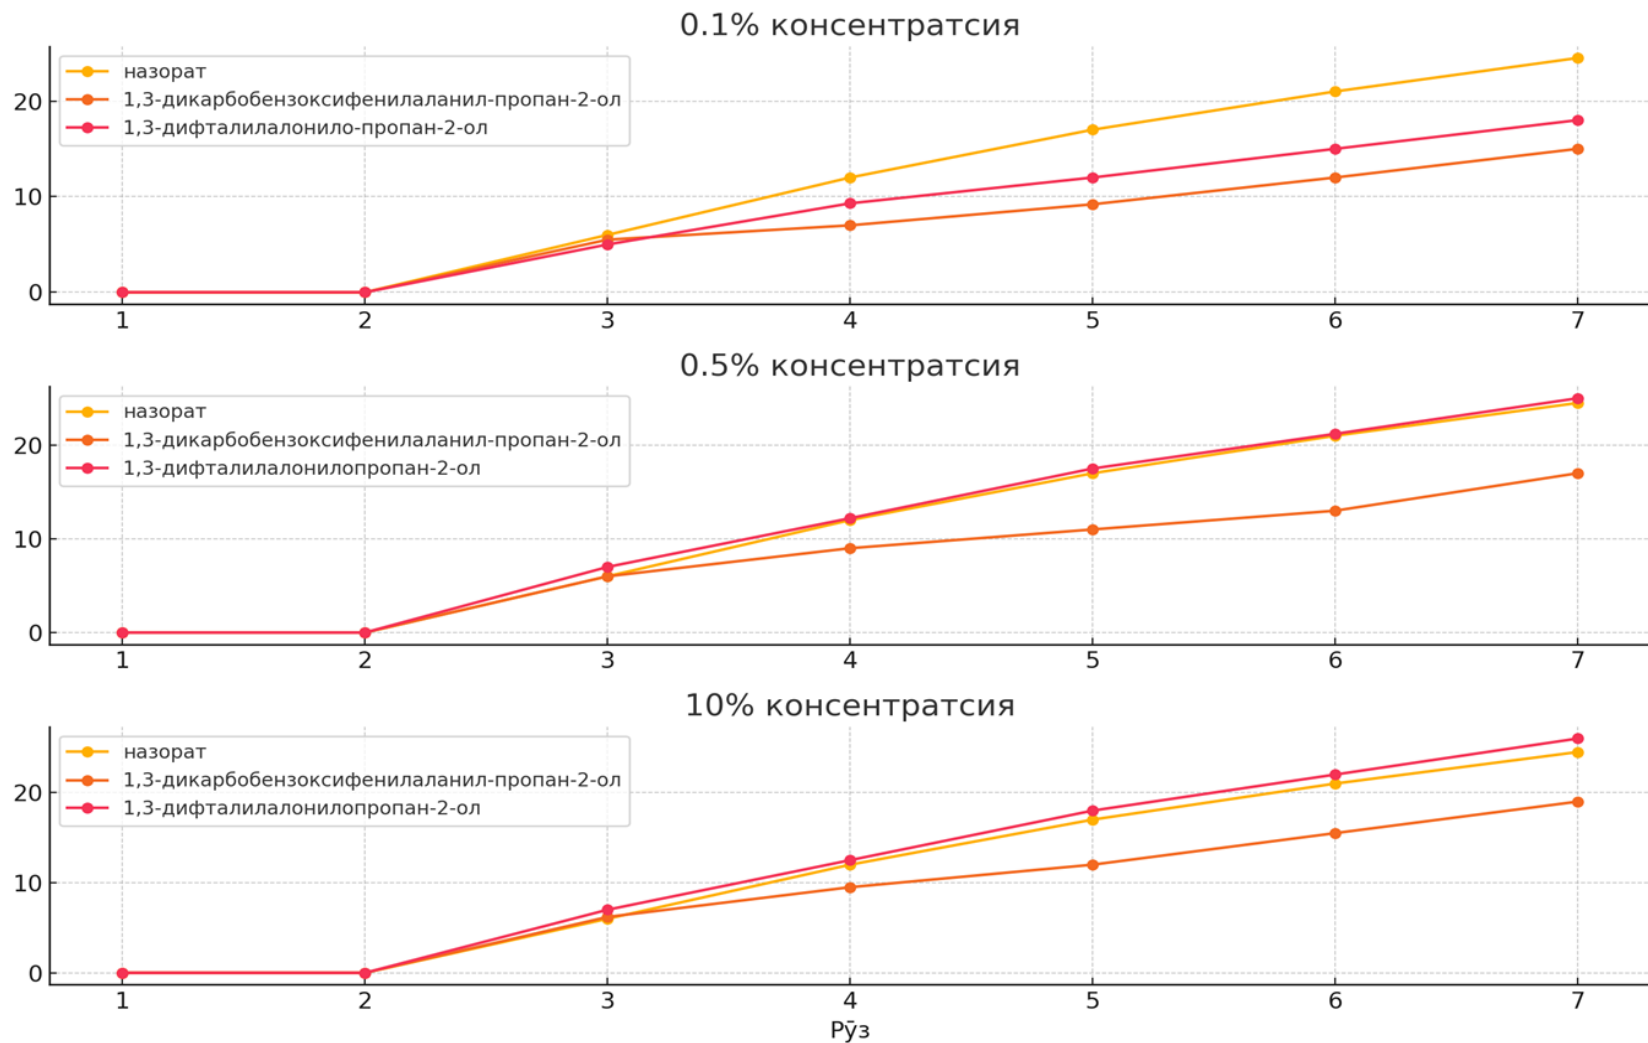 0.1% консентратсия
назорат
1,3-дикарбобензоксифенилаланил-пропан-2-ол
1,3-дифталилалонило-пропан-2-ол
20
10
0
1 2 3 4 5 6 7
0.5% консентратсия
назорат
1,3-дикарбобензоксифенилаланил-пропан-2-ол
1,3-дифталилалонилопропан-2-ол
20
10
0
1 2 3 4 5 6 7
10% консентратсия
назорат
1,3-дикарбобензоксифенилаланил-пропан-2-ол
1,3-дифталилалонилопропан-2-ол
20
10
0
1 2 3 4 5 6 7
Рӯз